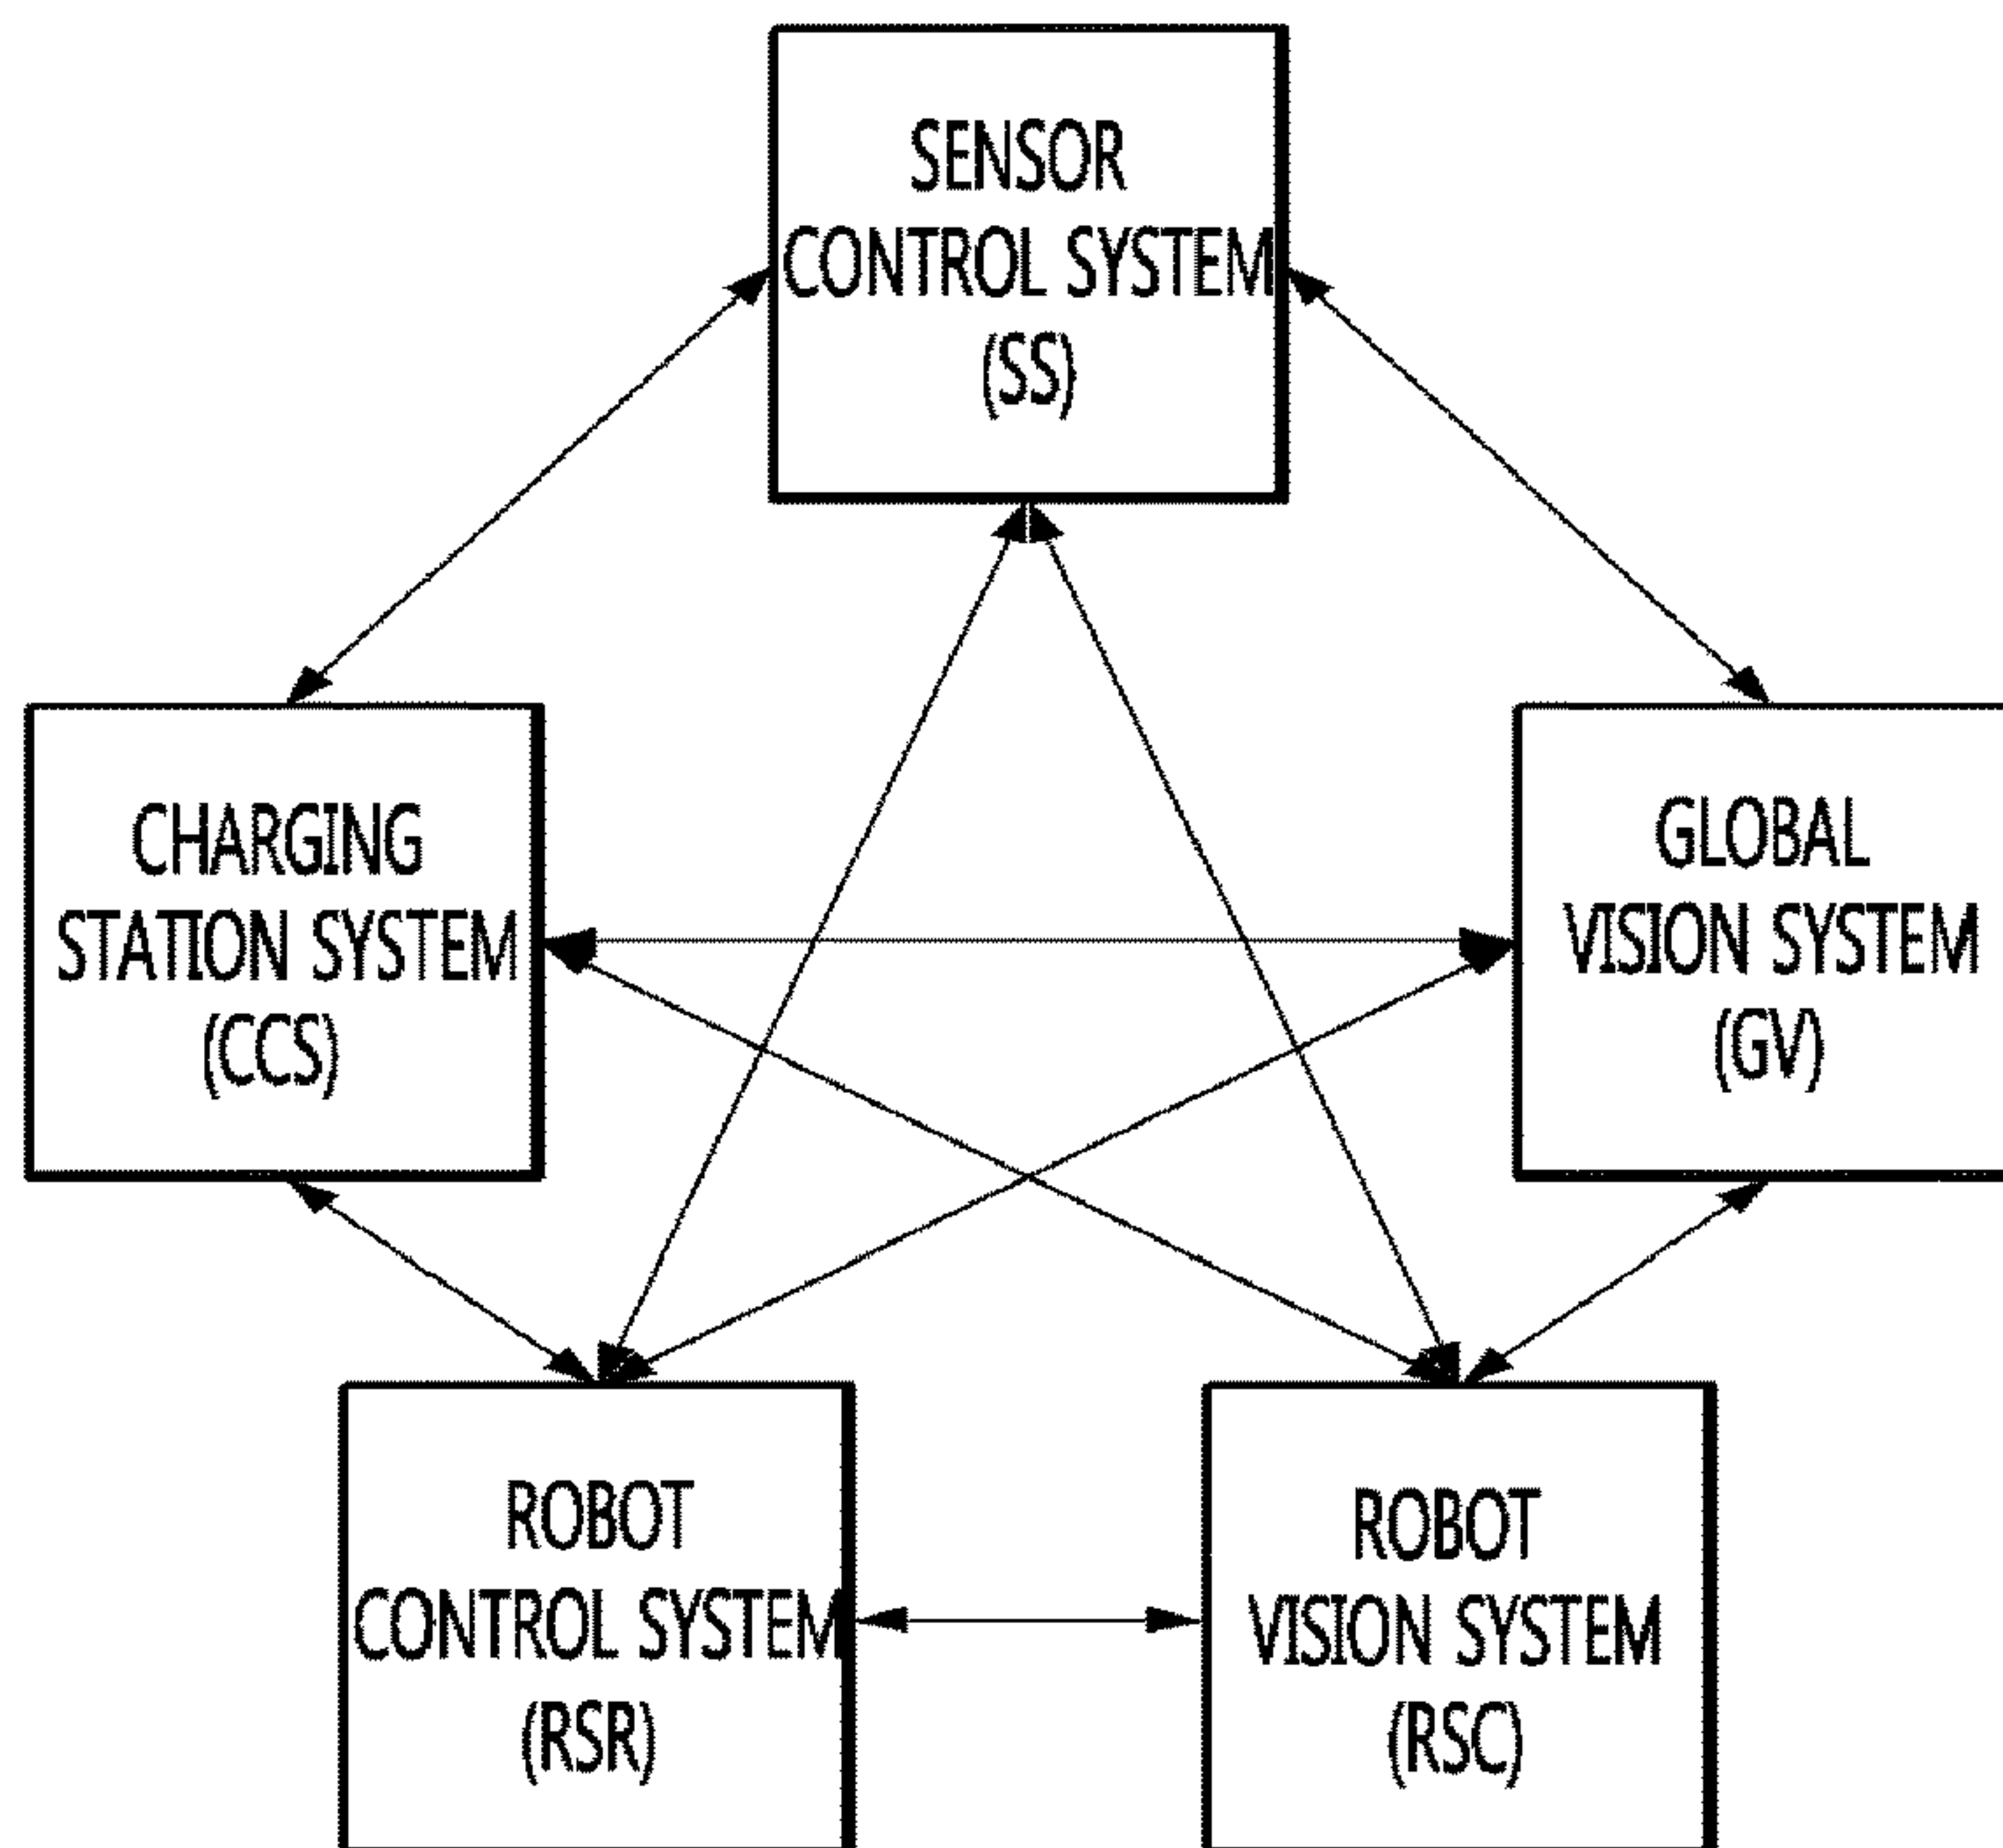 SENSOR
CONTROL SYSTEM
(SS)
CHARGING
STATION SYSTEM
(CCS)
GLOBAL
VISION SYSTEM
(GV)
ROBOT
CONTROL SYSTEM
(RSR)
ROBOT
VISION SYSTEM
(RSC)